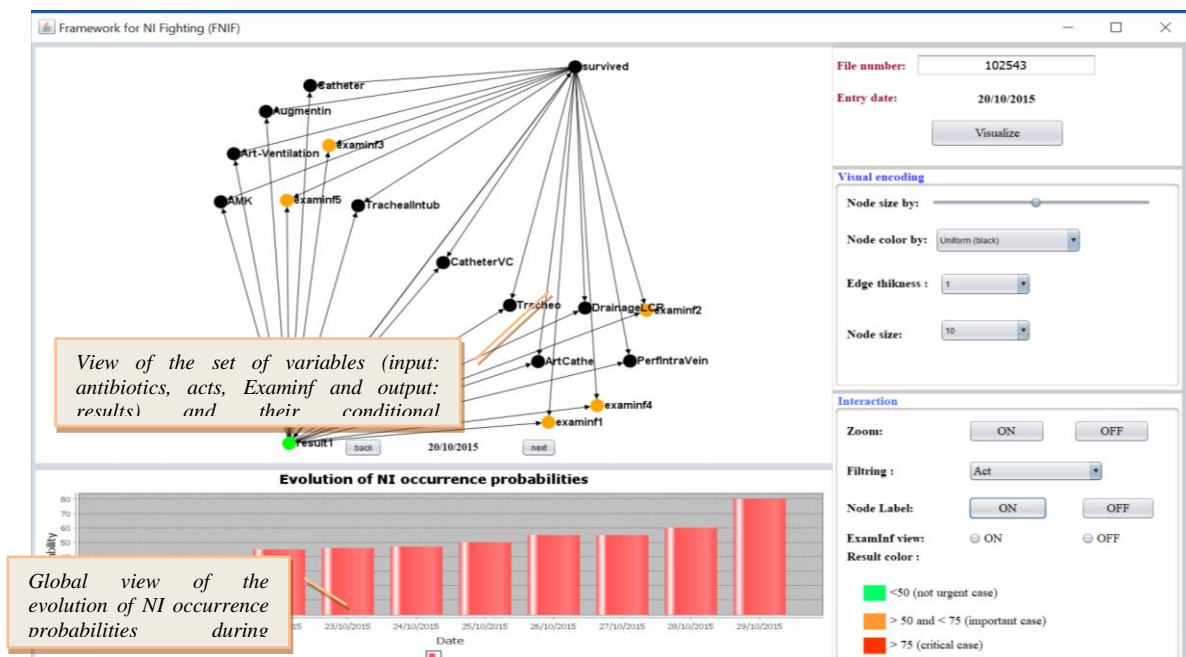 Framework for NI Fighting (FNIF)
survived
Catheter
Augmentin
examinf3
Art-Ventilation
AMK
examinf5
TrachealIntub
CatheterVC
Tracheo
DrainageLCR
examinf2
ArtCathe
PerfIntraVein
examinf4
examinf1
result1
back
20/10/2015
next
View of the set of variables (input:
antibiotics, acts, Examinf and output:
results) and their conditional
Evolution of NI occurrence probabilities
80
70
60
50
23/10/2015
24/10/2015
25/10/2015
26/10/2015
27/10/2015
28/10/2015
29/10/2015
Date
Global view of the
evolution of NI occurrence
probabilities during
File number:
102543
Entry date:
20/10/2015
Visualize
Visual encoding
Node size by:
Node color by:
Uniform (black)
Edge thikness :
1
Node size:
10
Interaction
Zoom:
ON
OFF
Filtring :
Act
Node Label:
ON
OFF
ExamInf view:
ON
OFF
Result color :
<50 (not urgent case)
> 50 and < 75 (important case)
> 75 (critical case)